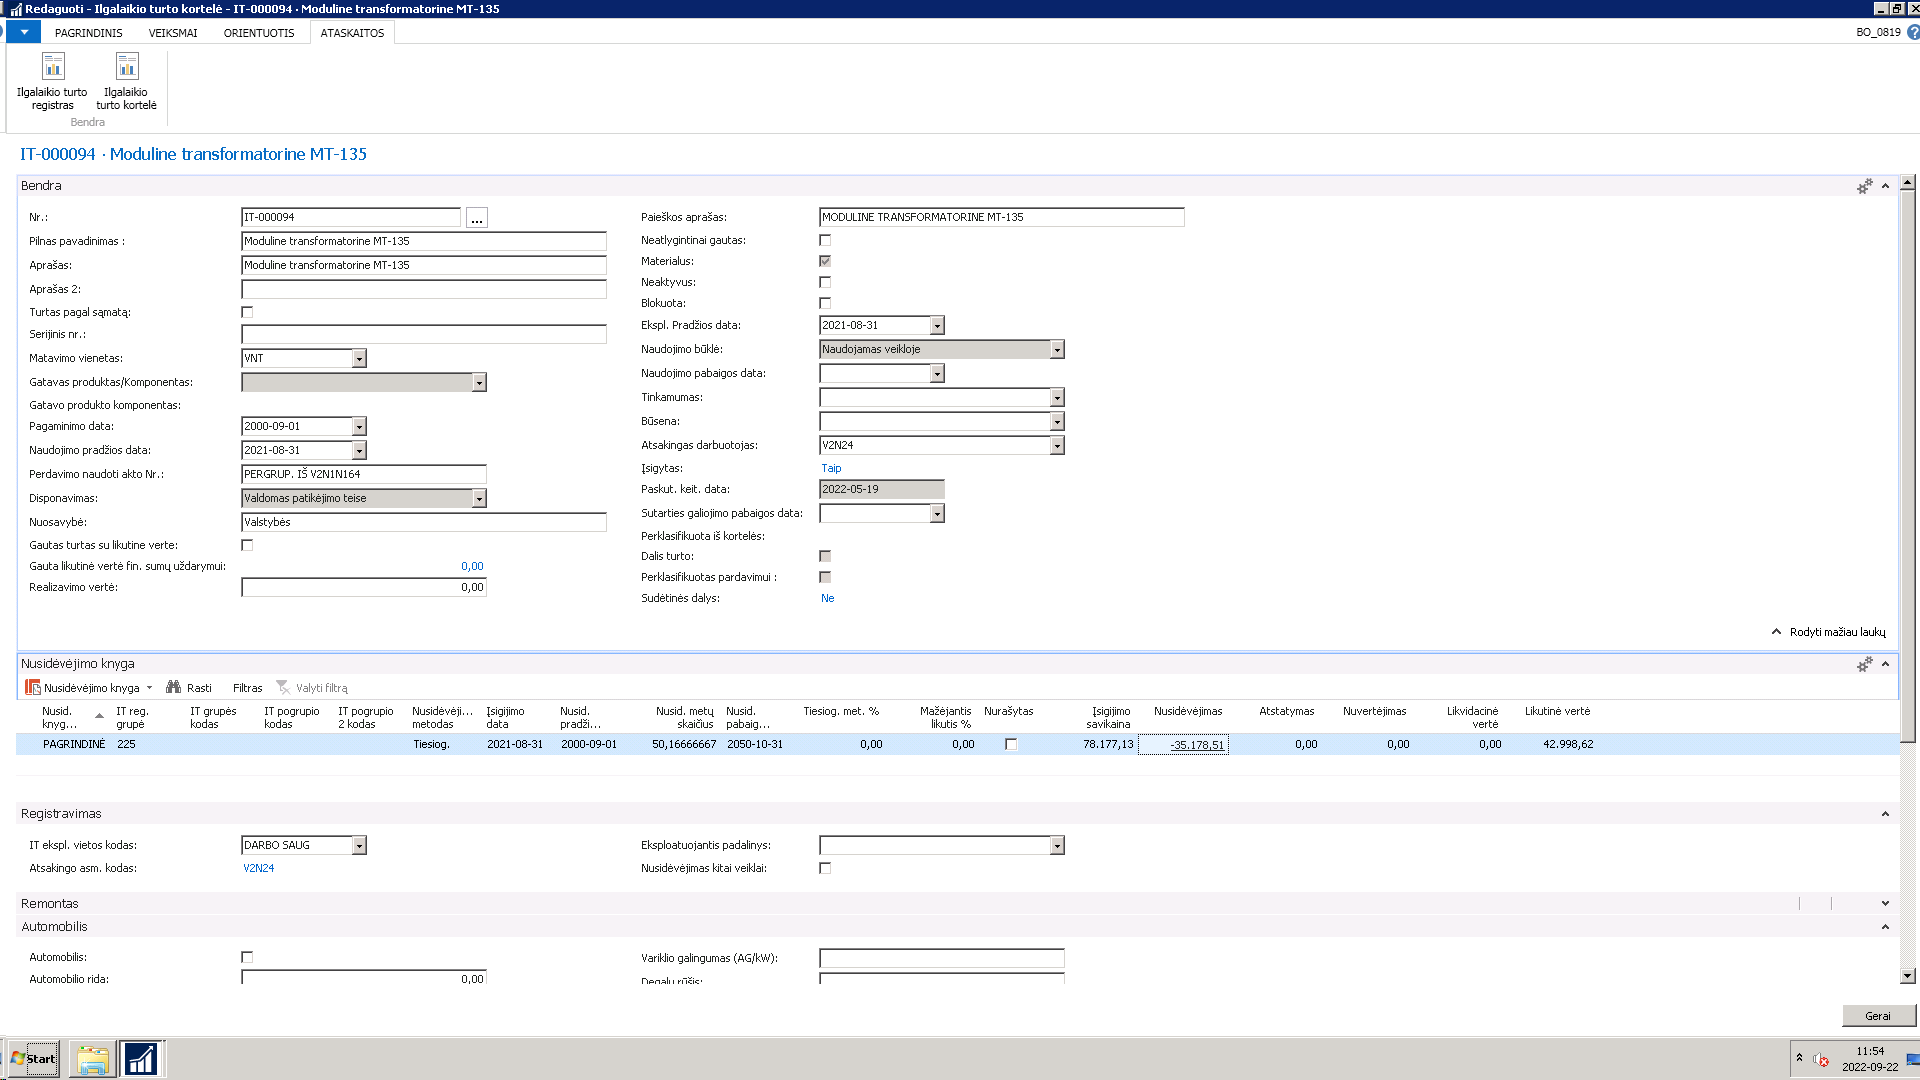 Redaguoti - Ilgalaikio turto kortelė - IT-000094 · Moduline transformatorine MT-135
PAGRINDINIS VEIKSMAI ORIENTUOTIS ATASKAITOS
BO_0819
Ilgalaikio turto registras
Ilgalaikio turto kortelė
Bendra
IT-000094 · Moduline transformatorine MT-135
Bendra
Nr.: IT-000094 ...
Pilnas pavadinimas : Moduline transformatorine MT-135
Aprašas: Moduline transformatorine MT-135
Aprašas 2:
Turtas pagal sąmatą:
Serijinis nr.:
Matavimo vienetas: VNT
Gatavas produktas/Komponentas:
Gatavo produkto komponentas:
Pagaminimo data: 2000-09-01
Naudojimo pradžios data: 2021-08-31
Perdavimo naudoti akto Nr.: PERGRUP. IŠ V2N1N164
Disponavimas: Valdomas patikėjimo teise
Nuosavybė: Valstybės
Gautas turtas su likutine verte:
Gauta likutinė vertė fin. sumų uždarymui: 0,00
Realizavimo vertė: 0,00
Paieškos aprašas: MODULINE TRANSFORMATORINE MT-135
Neatlygintinai gautas:
Materialus:
Neaktyvus:
Blokuota:
Ekspl. Pradžios data: 2021-08-31
Naudojimo būklė: Naudojamas veikloje
Naudojimo pabaigos data:
Tinkamumas:
Būsena:
Atsakingas darbuotojas: V2N24
Įsigytas: Taip
Paskut. keit. data: 2022-05-19
Sutarties galiojimo pabaigos data:
Perklasifikuota iš kortelės:
Dalis turto:
Perklasifikuotas pardavimui :
Sudėtinės dalys: Ne
Rodyti mažiau laukų
Nusidėvėjimo knyga
Nusidėvėjimo knyga Rasti Filtras Valyti filtrą
Nusid. knyg... IT reg. grupė IT grupės kodas IT pogrupio kodas IT pogrupio 2 kodas Nusidėvėji... metodas Įsigijimo data Nusid. pradži... Nusid. metų skaičius Nusid. pabaig... Tiesiog. met. % Mažėjantis likutis % Nurašytas Įsigijimo savikaina Nusidėvėjimas Atstatymas Nuvertėjimas Likvidacinė vertė Likutinė vertė
PAGRINDINĖ 225 Tiesiog. 2021-08-31 2000-09-01 50,16666667 2050-10-31 0,00 0,00 78.177,13 -35.178,51 0,00 0,00 0,00 42.998,62
Registravimas
IT ekspl. vietos kodas: DARBO SAUG
Atsakingo asm. kodas: V2N24
Eksploatuojantis padalinys:
Nusidėvėjimas kitai veiklai:
Remontas
Automobilis
Automobilis:
Automobilio rida: 0,00
Variklio galingumas (AG/kW):
Degalų rūšis:
Gerai
Start
11:54
2022-09-22